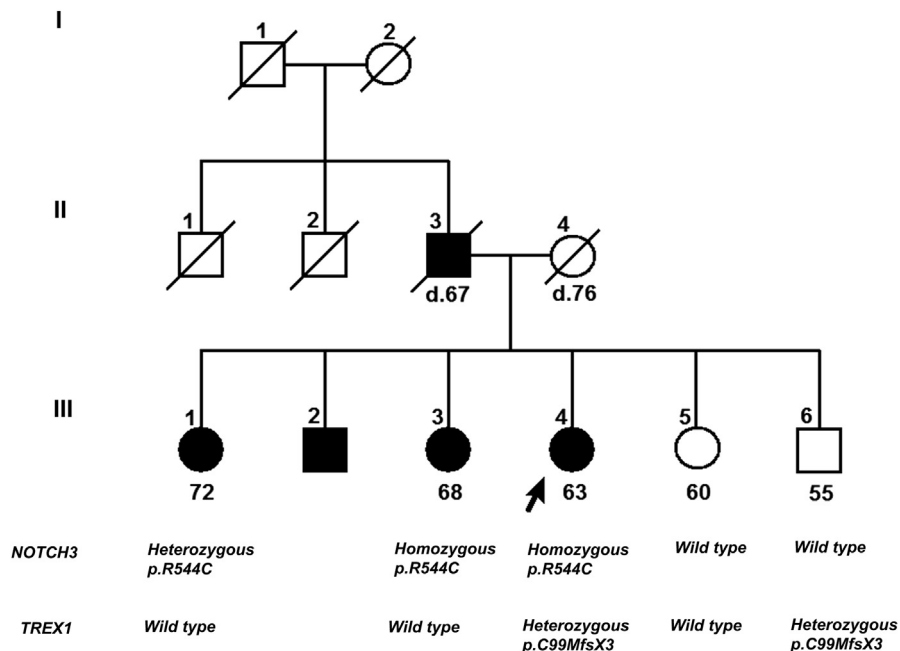 I
1 2
II
1 2 3 4
d.67 d.76
III
1 2 3 4 5 6
72 68 63 60 55
NOTCH3 Heterozygous Homozygous Homozygous Wild type Wild type
p.R544C p.R544C p.R544C
TREX1 Wild type Wild type Heterozygous Wild type Heterozygous
p.C99MfsX3 p.C99MfsX3